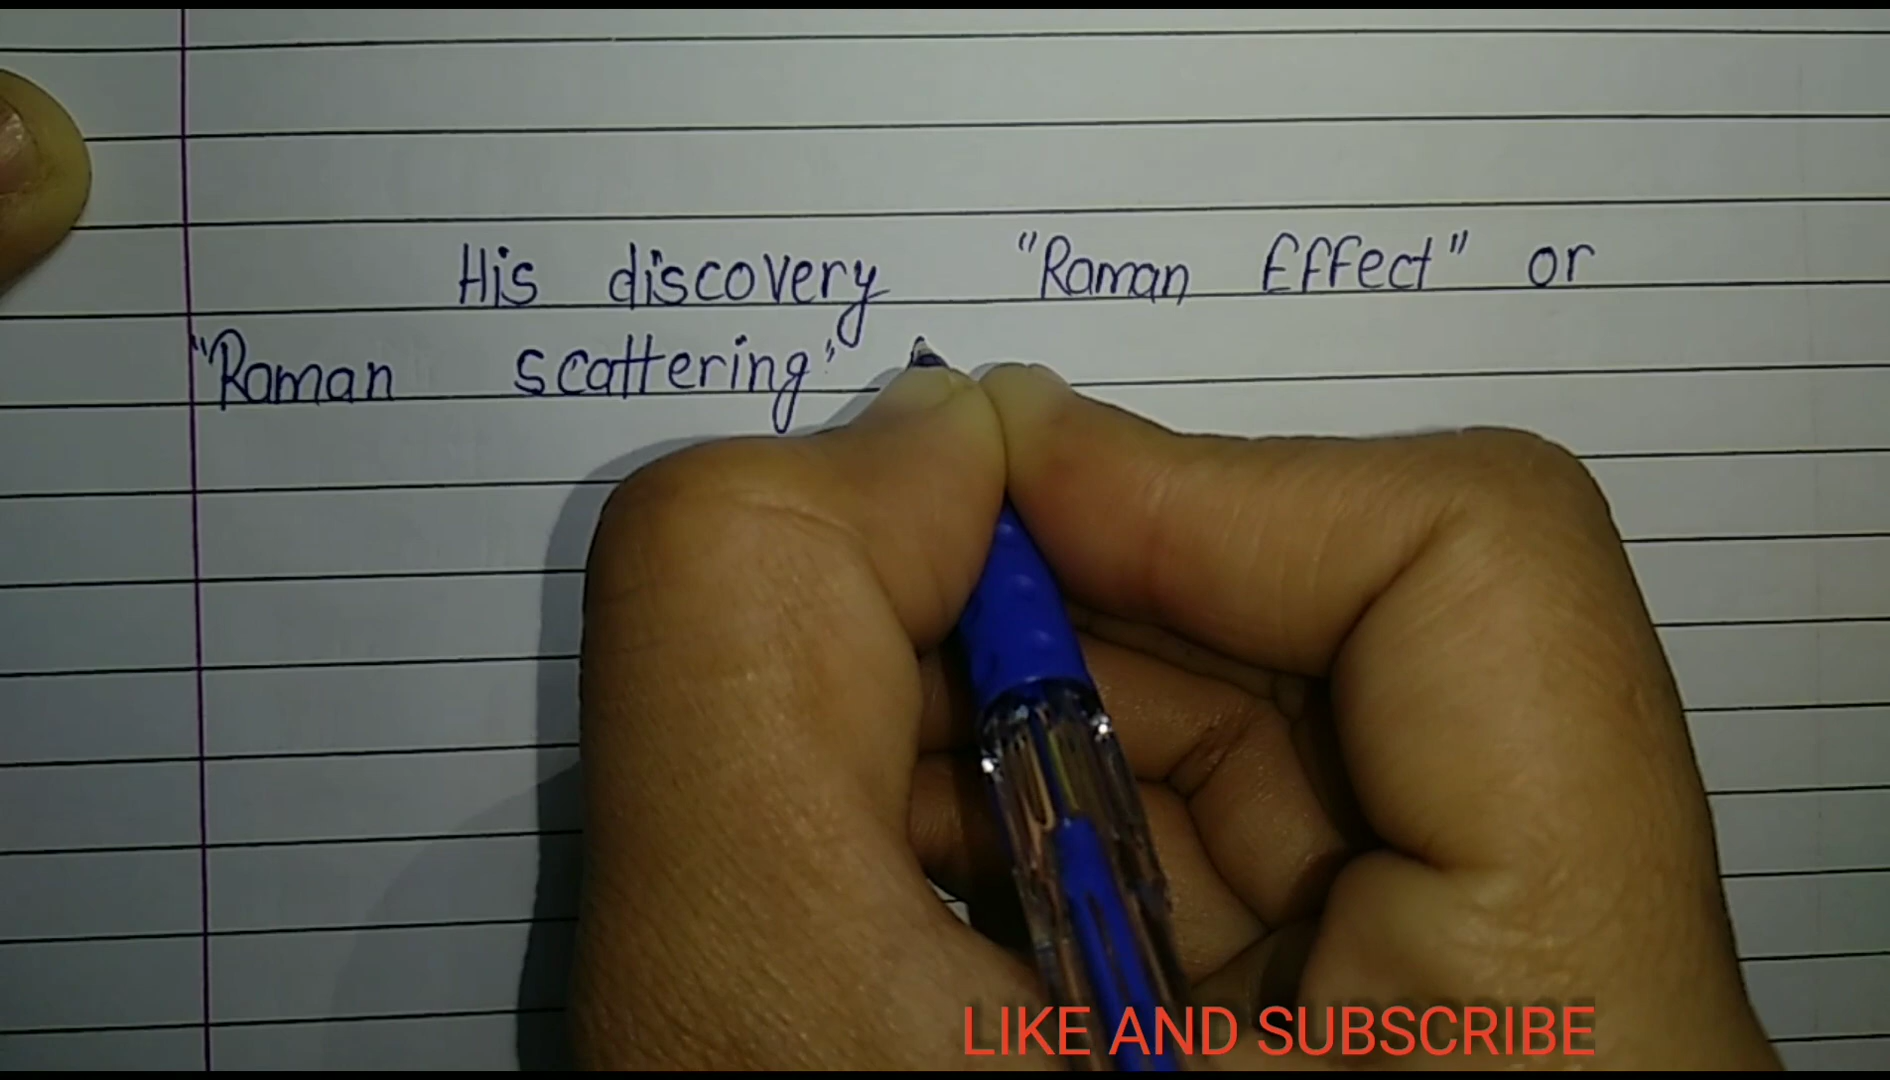 His discovery "Raman Effect" or
"Raman scattering"
LIKE AND SUBSCRIBE